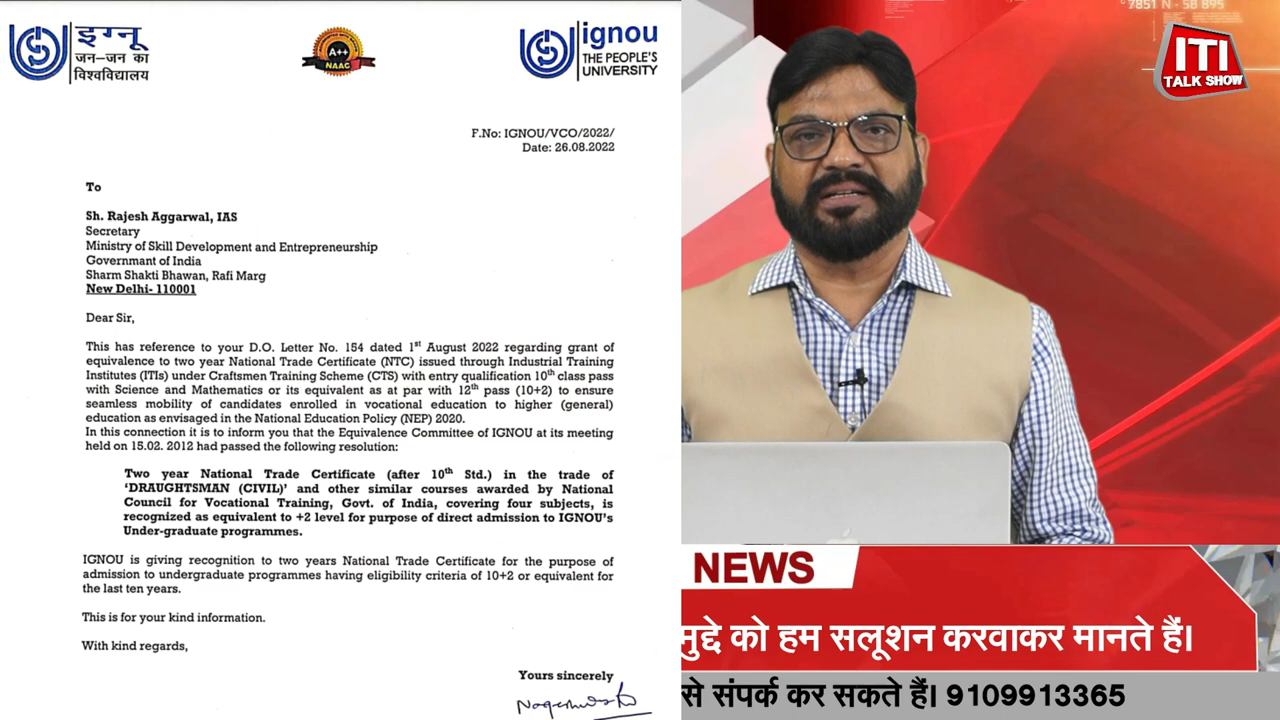 इग्नू
जन–जन का
विश्वविद्यालय
A++
NAAC
ignou
THE PEOPLE'S
UNIVERSITY
F.No: IGNOU/VCO/2022/
Date: 26.08.2022
To
Sh. Rajesh Aggarwal, IAS
Secretary
Ministry of Skill Development and Entrepreneurship
Governmant of India
Sharm Shakti Bhawan, Rafi Marg
New Delhi- 110001
Dear Sir,
This has reference to your D.O. Letter No. 154 dated 1st August 2022 regarding grant of
equivalence to two year National Trade Certificate (NTC) issued through Industrial Training
Institutes (ITIs) under Craftsmen Training Scheme (CTS) with entry qualification 10th class pass
with Science and Mathematics or its equivalent as at par with 12th pass (10+2) to ensure
seamless mobility of candidates enrolled in vocational education to higher (general)
education as envisaged in the National Education Policy (NEP) 2020.
In this connection it is to inform you that the Equivalence Committee of IGNOU at its meeting
held on 15.02. 2012 had passed the following resolution:
Two year National Trade Certificate (after 10th Std.) in the trade of
'DRAUGHTSMAN (CIVIL)' and other similar courses awarded by National
Council for Vocational Training, Govt. of India, covering four subjects, is
recognized as equivalent to +2 level for purpose of direct admission to IGNOU's
Under-graduate programmes.
IGNOU is giving recognition to two years National Trade Certificate for the purpose of
admission to undergraduate programmes having eligibility criteria of 10+2 or equivalent for
the last ten years.
This is for your kind information.
With kind regards,
Yours sincerely
7851 N - 58 895
ITI
TALK SHOW
NEWS
मुद्दे को हम सलूशन करवाकर मानते हैं।
से संपर्क कर सकते हैं। 9109913365